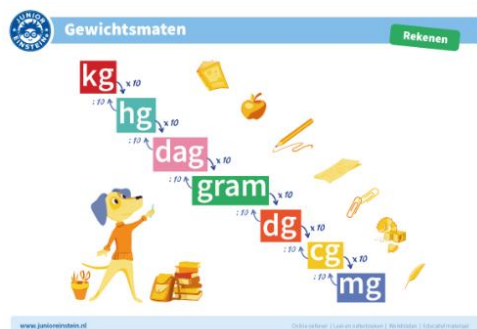 JUNIOR
EINSTEIN
Gewichtsmaten
Rekenen
kg
x 10
: 10
hg
x 10
: 10
dag
x 10
: 10
gram
x 10
: 10
dg
x 10
: 10
cg
x 10
: 10
mg
www.junioreinstein.nl